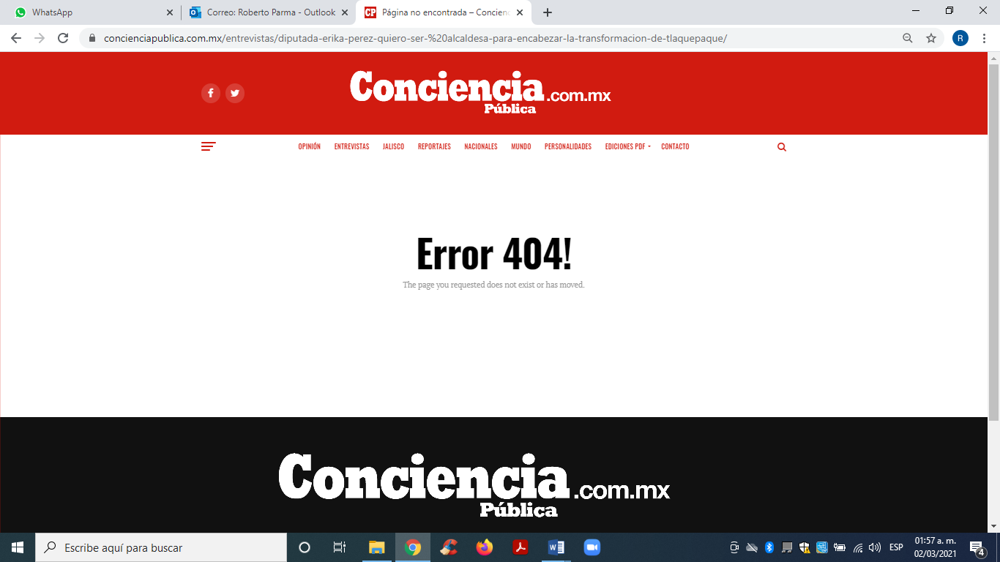 WhatsApp
Correo: Roberto Parma - Outlook
CP
Página no encontrada – Concienc
conciencia​publica.com.mx/entrevistas/diputada-erika-perez-quiero-ser-%20alcaldesa-para-encabezar-la-transformacion-de-tlaquepaque/
R
Conciencia.com.mx
Pública
OPINIÓN ENTREVISTAS JALISCO REPORTAJES NACIONALES MUNDO PERSONALIDADES EDICIONES PDF CONTACTO
Error 404!
The page you requested does not exist or has moved.
Conciencia.com.mx
Pública
Escribe aquí para buscar
ESP
01:57 a. m.
02/03/2021
4